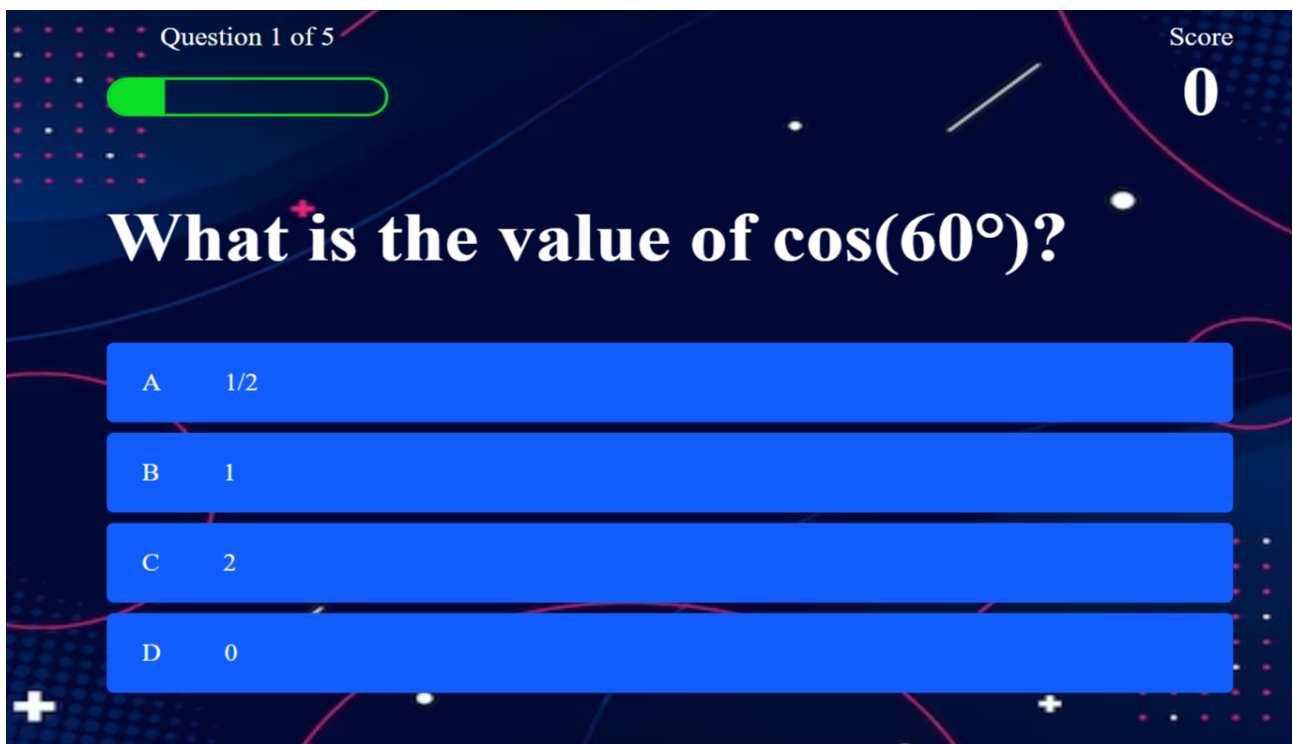 Question 1 of 5
Score
0
What is the value of cos(60°)?
A 1/2
B 1
C 2
D 0